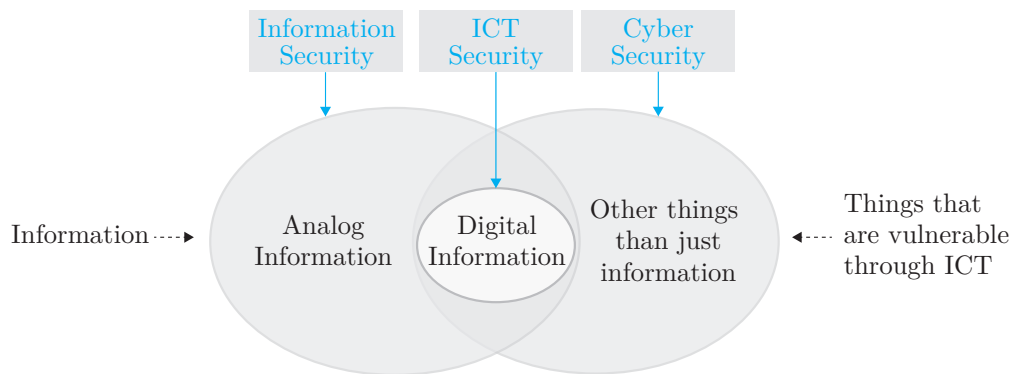 Information
Security
ICT
Security
Cyber
Security
Information
Analog
Information
Digital
Information
Other things
than just
information
Things that
are vulnerable
through ICT